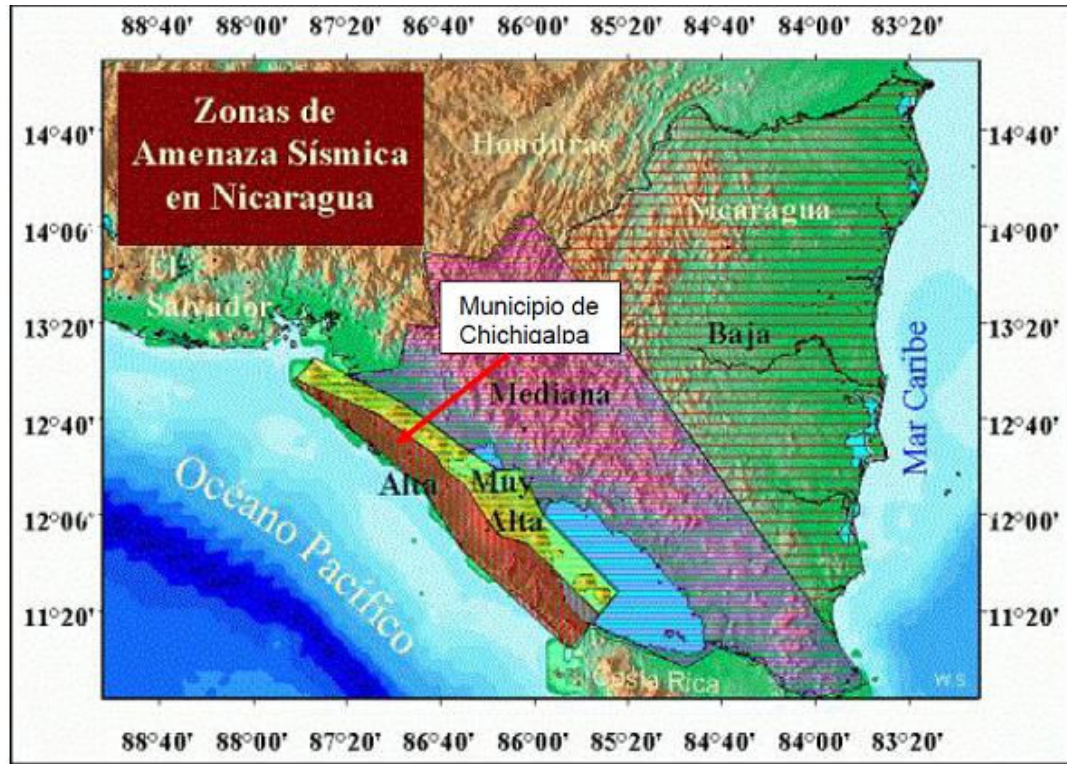 88°40' 88°00' 87°20' 86°40' 86°00' 85°20' 84°40' 84°00' 83°20'
Zonas de
Amenaza Sísmica
en Nicaragua
14°40'
14°06'
13°20'
12°40'
12°06'
11°20'
14°40'
14°00'
13°20'
12°40'
12°00'
11°20'
Honduras
Nicaragua
El
Salvador
Municipio de
Chichigalba
Baja
Mediana
Mar Caribe
Alta
Muy
Alta
Océano Pacífico
Costa Rica
W S
88°40' 88°00' 87°20' 86°40' 86°00' 85°20' 84°40' 84°00' 83°20'